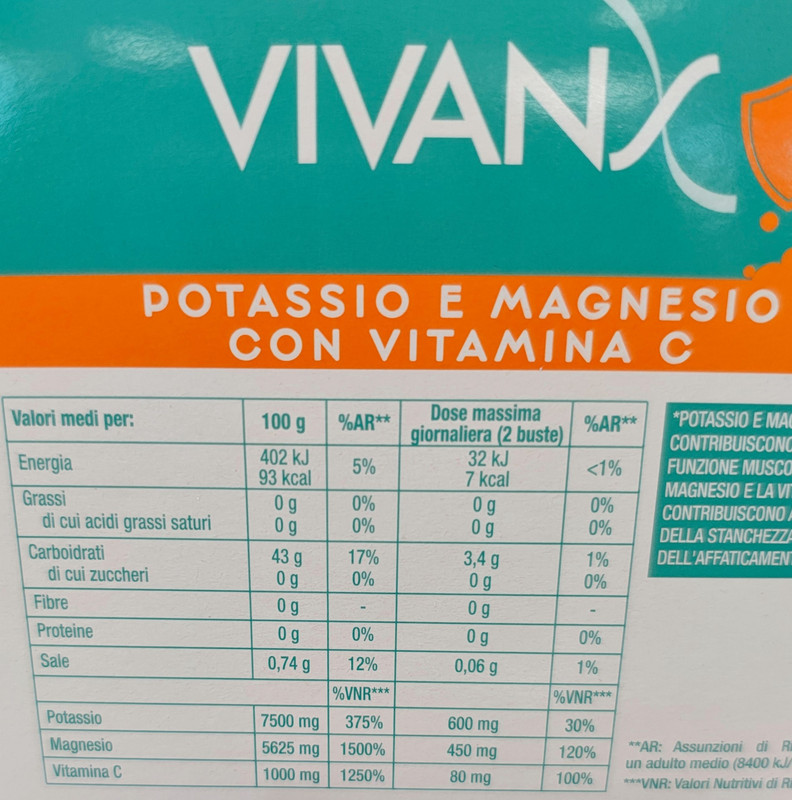 VIVANX
POTASSIO E MAGNESIO
CON VITAMINA C
Valori medi per: 100 g %AR** Dose massima giornaliera (2 buste) %AR**
Energia 402 kJ 93 kcal 5% 32 kJ 7 kcal <1%
Grassi 0 g 0% 0 g 0%
di cui acidi grassi saturi 0 g 0% 0 g 0%
Carboidrati 43 g 17% 3,4 g 1%
di cui zuccheri 0 g 0% 0 g 0%
Fibre 0 g - 0 g -
Proteine 0 g 0% 0 g 0%
Sale 0,74 g 12% 0,06 g 1%
%VNR*** %VNR***
Potassio 7500 mg 375% 600 mg 30%
Magnesio 5625 mg 1500% 450 mg 120%
Vitamina C 1000 mg 1250% 80 mg 100%
*POTASSIO E
CONTRIBUISCONO
FUNZIONE
MAGNESIO E LA
CONTRIBUISCONO
DELLA STANCHEZZA
**AR: Assunzioni di
un adulto medio (8400
***VNR: Valori Nutritivi di